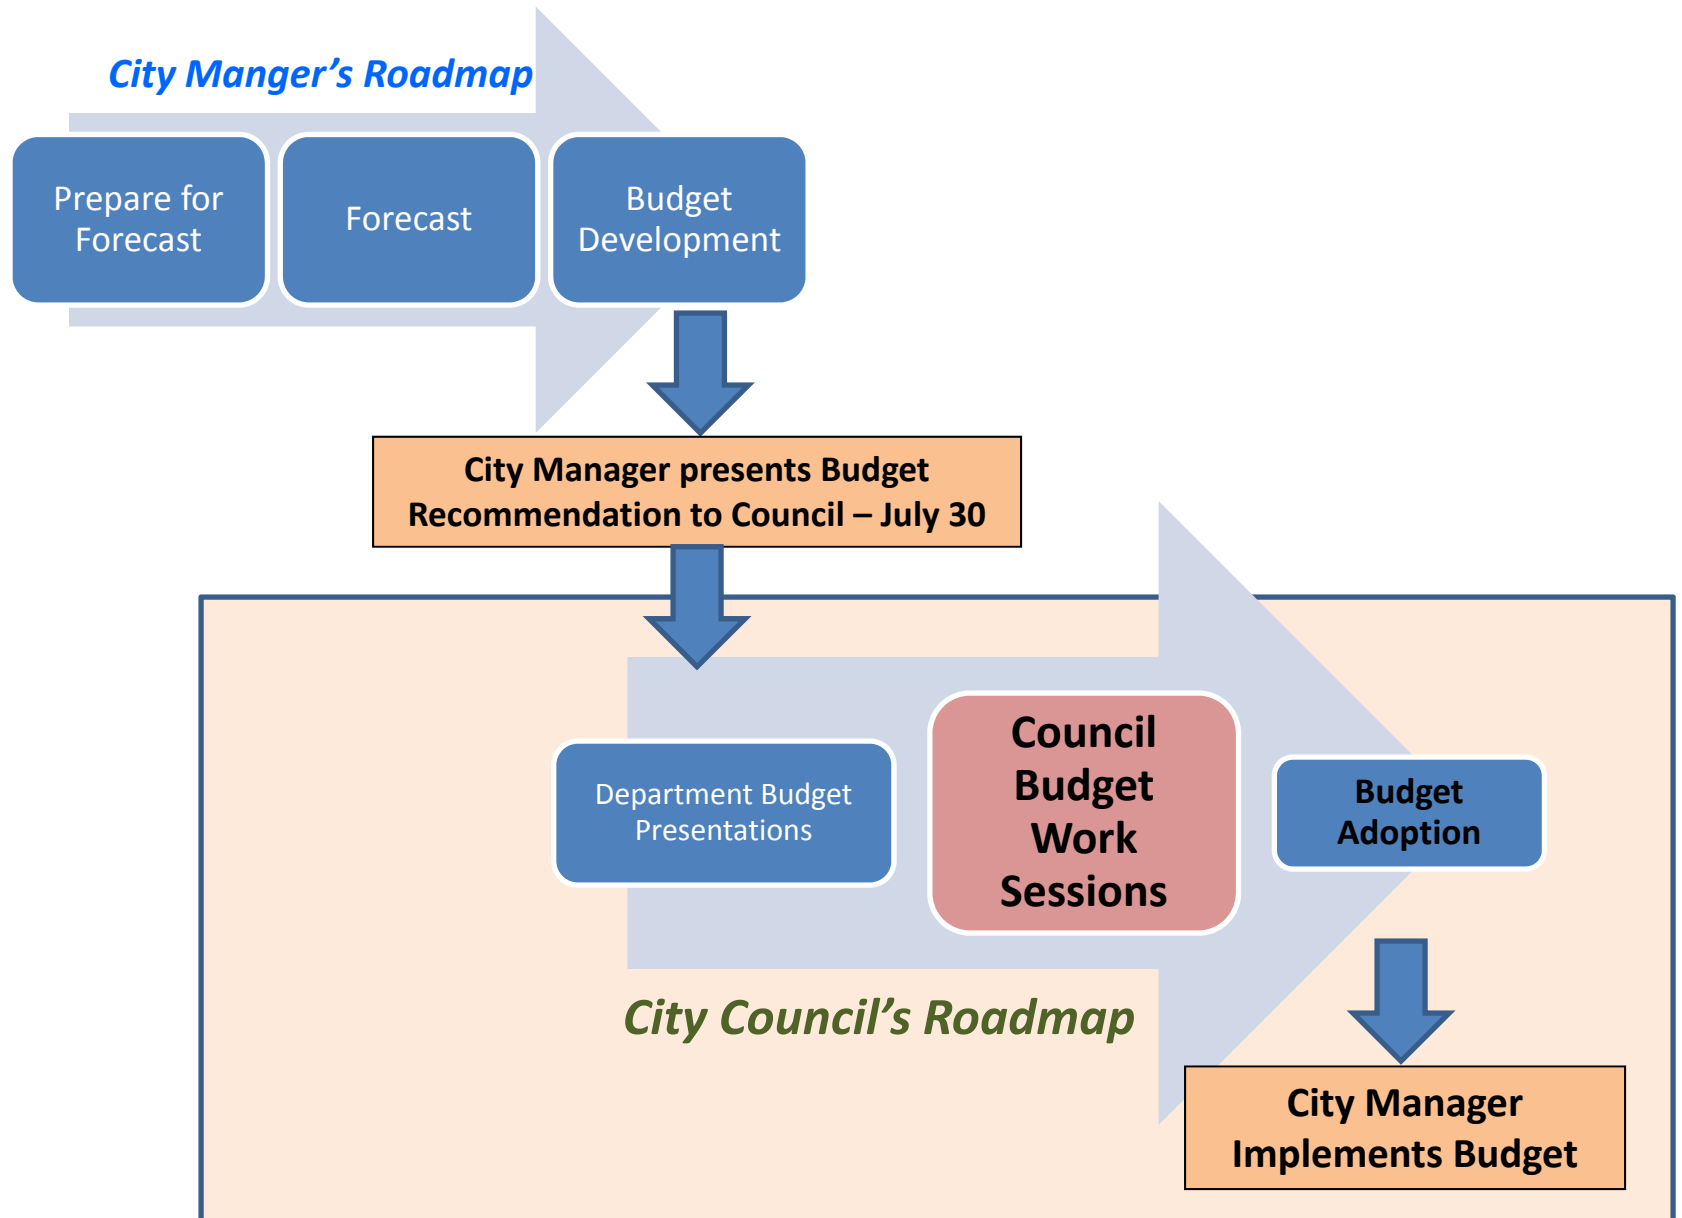 City Manger’s Roadmap
Prepare for
Forecast
Forecast
Budget
Development
City Manager presents Budget
Recommendation to Council – July 30
Department Budget
Presentations
Council
Budget
Work
Sessions
Budget
Adoption
City Council’s Roadmap
City Manager
Implements Budget